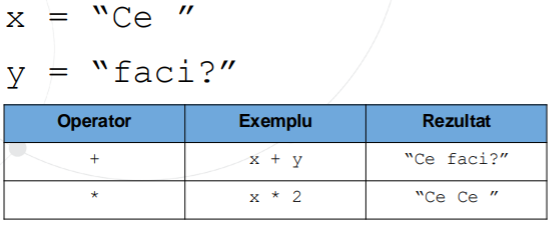 x = “Ce ”
y = “faci?”
Operator Exemplu Rezultat
+ x + y “Ce faci?”
* x * 2 “Ce Ce ”